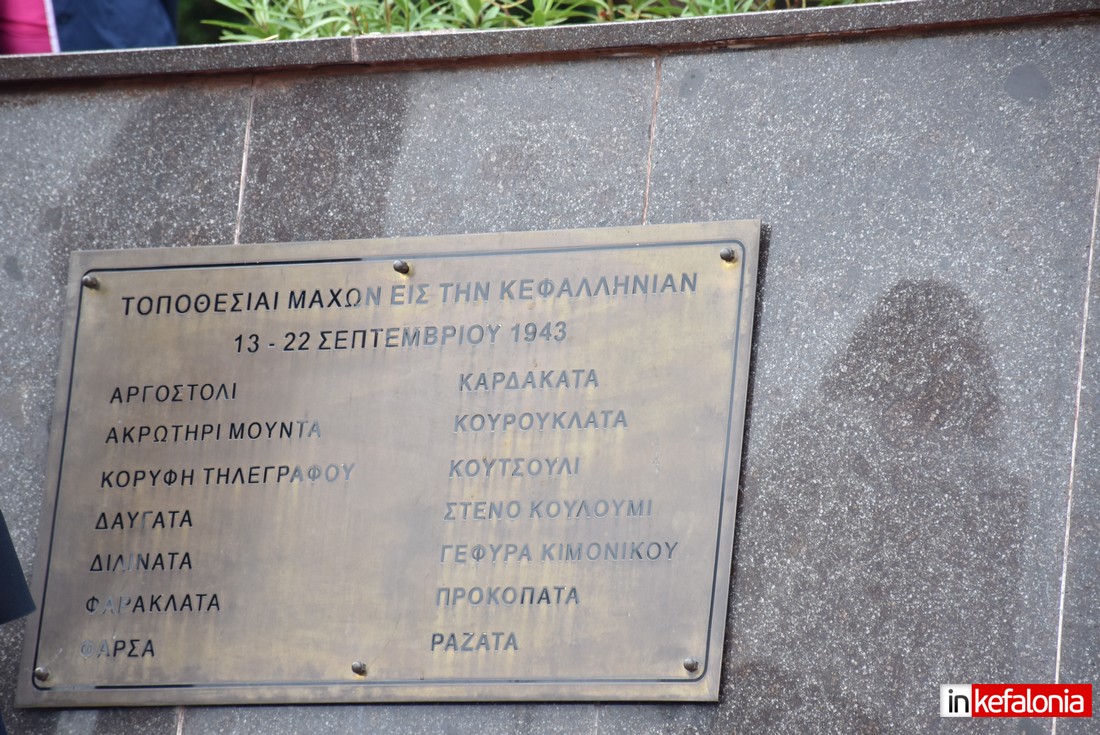 ΤΟΠΟΘΕΣΙΑΙ ΜΑΧΩΝ ΕΙΣ ΤΗΝ ΚΕΦΑΛΛΗΝΙΑΝ
13 - 22 ΣΕΠΤΕΜΒΡΙΟΥ 1943
ΑΡΓΟΣΤΟΛΙ
ΑΚΡΩΤΗΡΙ ΜΟΥΝΤΑ
ΚΟΡΥΦΗ ΤΗΛΕΓΡΑΦΟΥ
ΔΑΥΓΑΤΑ
ΔΙΛΙΝΑΤΑ
ΦΑΡΑΚΛΑΤΑ
ΦΑΡΣΑ
ΚΑΡΔΑΚΑΤΑ
ΚΟΥΡΟΥΚΛΑΤΑ
ΚΟΥΤΣΟΥΛΙ
ΣΤΕΝΟ ΚΟΥΛΟΥΜΙ
ΓΕΦΥΡΑ ΚΙΜΟΝΙΚΟΥ
ΠΡΟΚΟΠΑΤΑ
ΡΑΖΑΤΑ
inkefalonia